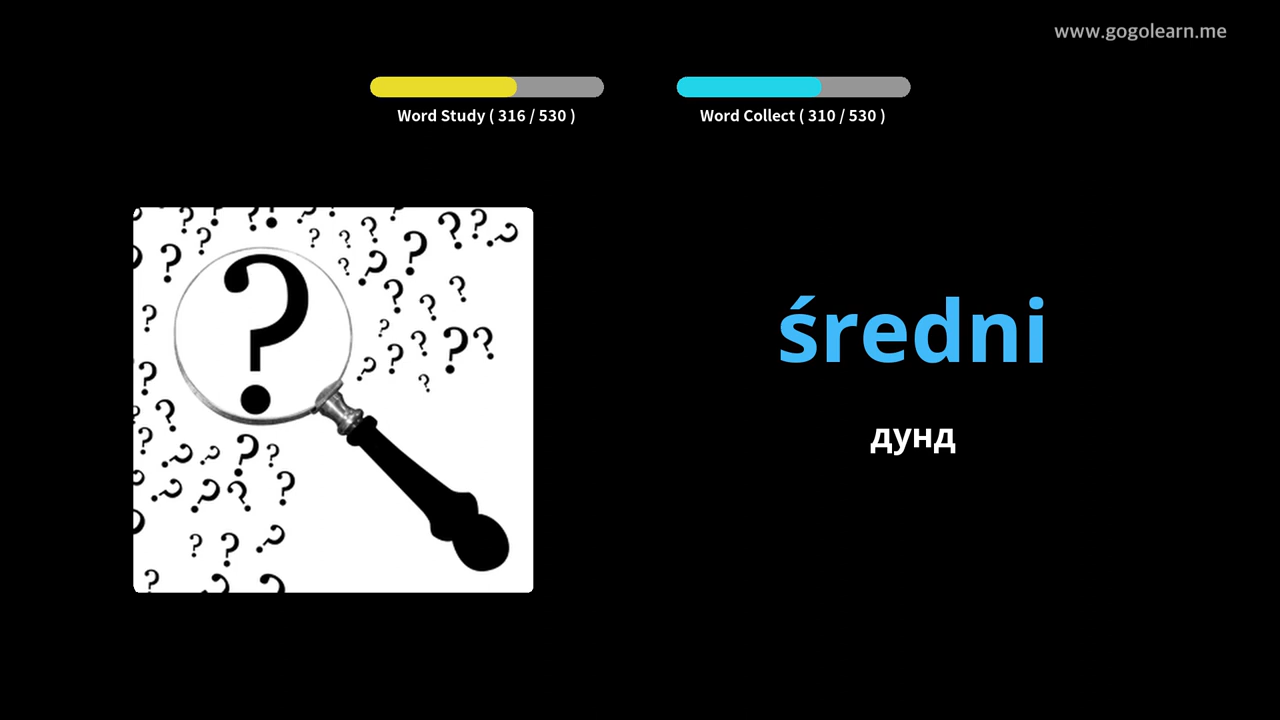 www.gogolearn.me
Word Study ( 316 / 530 )
Word Collect ( 310 / 530 )
średni
дунд